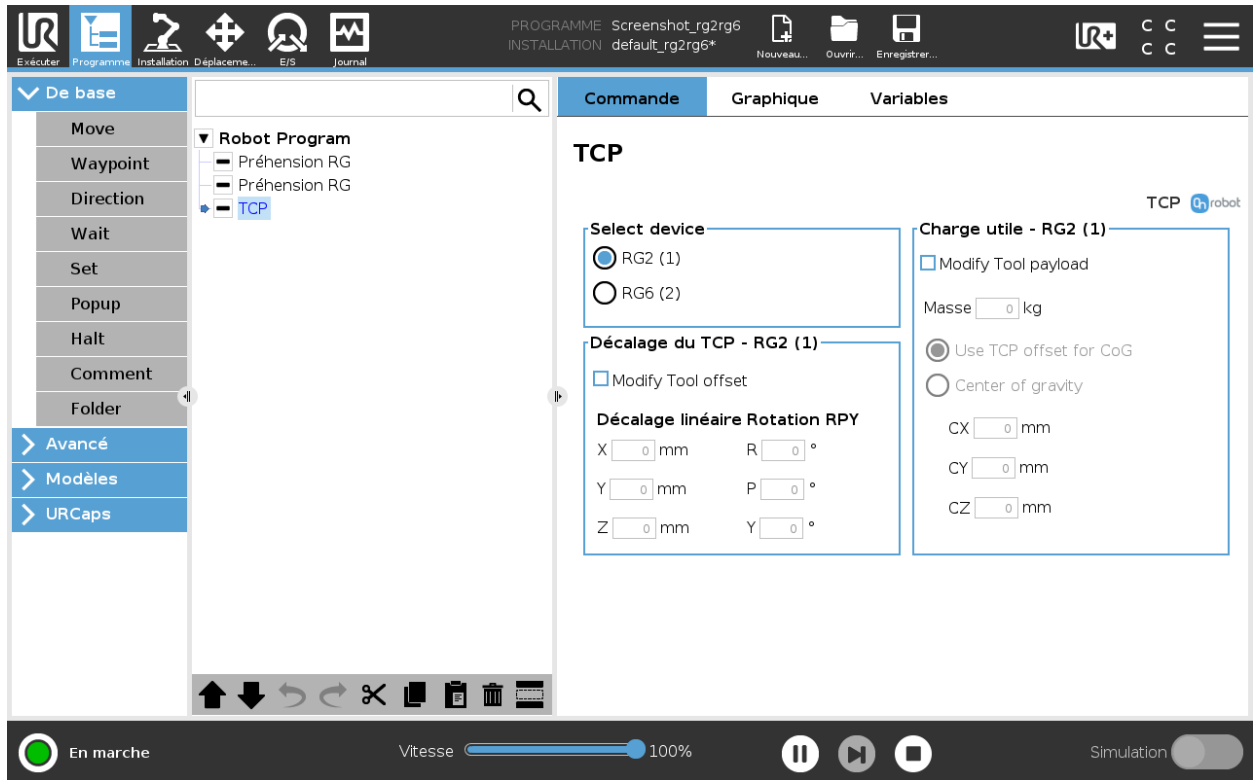 UR
PROGRAMME Screenshot_rg2rg6
INSTALLATION default_rg2rg6*
UR+
C C
C C
Exécuter Programme Installation Déplaceme... E/S Journal
Nouveau... Ouvrir... Enregistrer...
De base
Move
Waypoint
Direction
Wait
Set
Popup
Halt
Comment
Folder
Avancé
Modèles
URCaps
Robot Program
Préhension RG
Préhension RG
TCP
Commande Graphique Variables
TCP
TCP On robot
Select device
RG2 (1)
RG6 (2)
Décalage du TCP - RG2 (1)
Modify Tool offset
Décalage linéaire Rotation RPY
X 0 mm R 0 °
Y 0 mm P 0 °
Z 0 mm Y 0 °
Charge utile - RG2 (1)
Modify Tool payload
Masse 0 kg
Use TCP offset for CoG
Center of gravity
CX 0 mm
CY 0 mm
CZ 0 mm
En marche
Vitesse 100%
Simulation